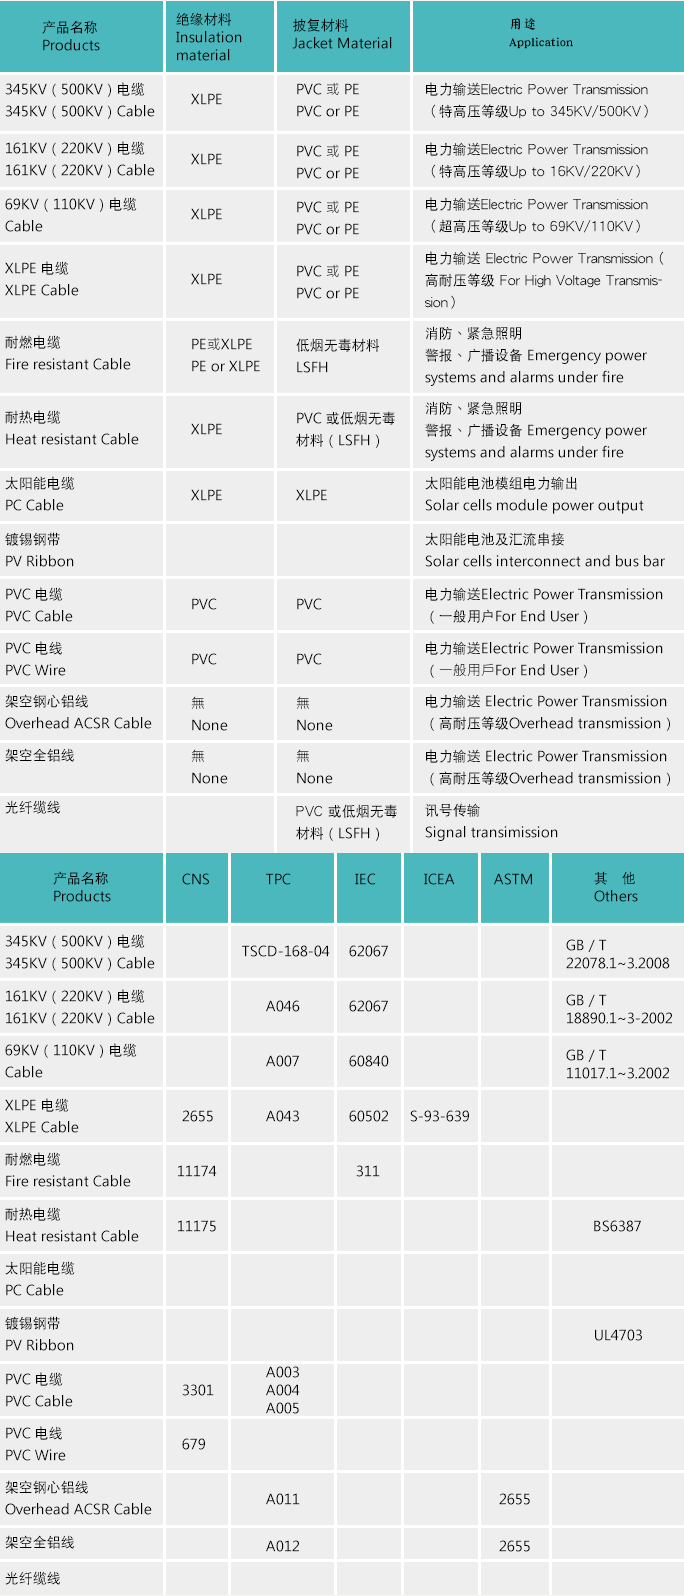 产品名称
Products
绝缘材料
Insulation
material
披复材料
Jacket Material
用 途
Application
345KV（500KV）电缆
345KV（500KV）Cable
XLPE
PVC 或 PE
PVC or PE
电力输送Electric Power Transmission
（特高压等级Up to 345KV/500KV）
161KV（220KV）电缆
161KV（220KV）Cable
XLPE
PVC 或 PE
PVC or PE
电力输送Electric Power Transmission
（特高压等级Up to 16KV/220KV）
69KV（110KV）电缆
Cable
XLPE
PVC 或 PE
PVC or PE
电力输送Electric Power Transmission
（超高压等级Up to 69KV/110KV）
XLPE 电缆
XLPE Cable
XLPE
PVC 或 PE
PVC or PE
电力输送 Electric Power Transmission（
高耐压等级 For High Voltage Transmis-
sion）
耐燃电缆
Fire resistant Cable
PE或XLPE
PE or XLPE
低烟无毒材料
LSFH
消防、紧急照明
警报、广播设备 Emergency power
systems and alarms under fire
耐热电缆
Heat resistant Cable
XLPE
PVC 或低烟无毒
材料（LSFH）
消防、紧急照明
警报、广播设备 Emergency power
systems and alarms under fire
太阳能电缆
PC Cable
XLPE
XLPE
太阳能电池模组电力输出
Solar cells module power output
镀锡钢带
PV Ribbon
太阳能电池及汇流串接
Solar cells interconnect and bus bar
PVC 电缆
PVC Cable
PVC
PVC
电力输送Electric Power Transmission
（一般用户For End User）
PVC 电线
PVC Wire
PVC
PVC
电力输送Electric Power Transmission
（一般用戶For End User）
架空钢心铝线
Overhead ACSR Cable
無
None
無
None
电力输送 Electric Power Transmission
（高耐压等级Overhead transmission）
架空全铝线
無
None
無
None
电力输送 Electric Power Transmission
（高耐压等级Overhead transmission）
光纤缆线
PVC 或低烟无毒
材料（LSFH）
讯号传输
Signal transimission
产品名称
Products
CNS
TPC
IEC
ICEA
ASTM
其 他
Others
345KV（500KV）电缆
345KV（500KV）Cable
TSCD-168-04
62067
GB / T
22078.1~3.2008
161KV（220KV）电缆
161KV（220KV）Cable
A046
62067
GB / T
18890.1~3-2002
69KV（110KV）电缆
Cable
A007
60840
GB / T
11017.1~3.2002
XLPE 电缆
XLPE Cable
2655
A043
60502
S-93-639
耐燃电缆
Fire resistant Cable
11174
311
耐热电缆
Heat resistant Cable
11175
BS6387
太阳能电缆
PC Cable
镀锡钢带
PV Ribbon
UL4703
PVC 电缆
PVC Cable
3301
A003
A004
A005
PVC 电线
PVC Wire
679
架空钢心铝线
Overhead ACSR Cable
A011
2655
架空全铝线
A012
2655
光纤缆线